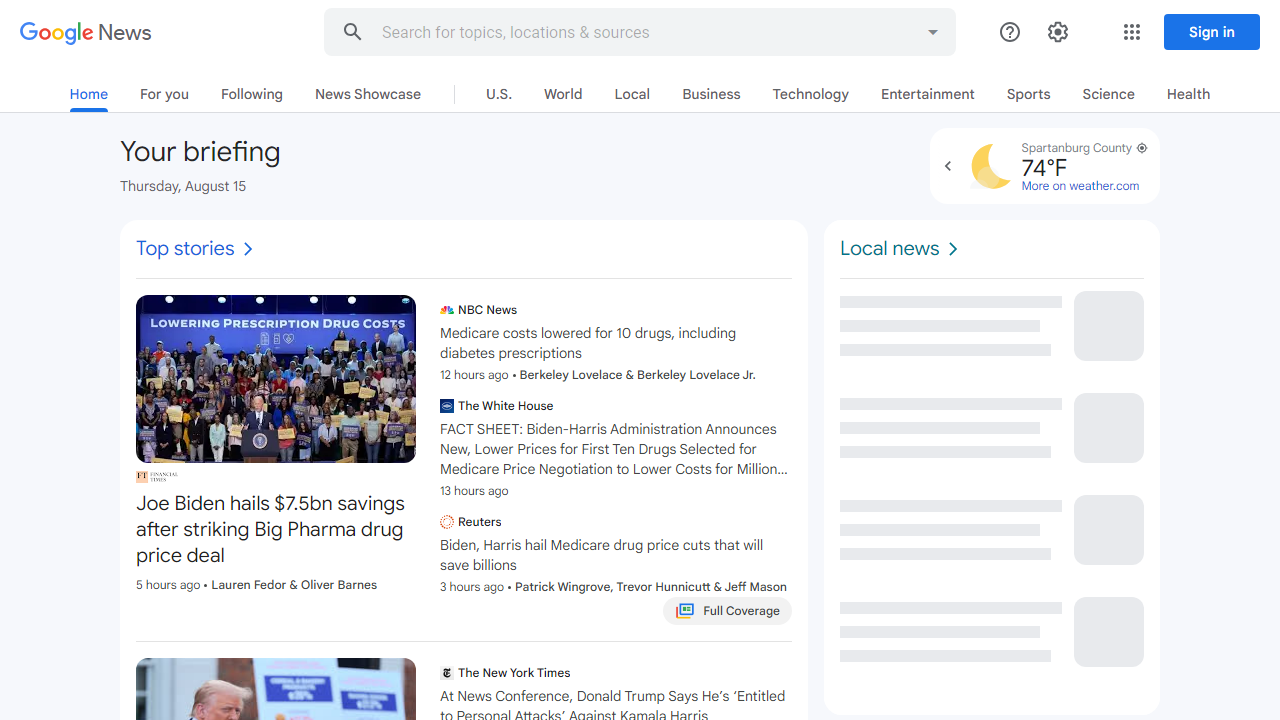 Google News
Search for topics, locations & sources
Sign in
Home
For you
Following
News Showcase
U.S.
World
Local
Business
Technology
Entertainment
Sports
Science
Health
Your briefing
Thursday, August 15
Spartanburg County
74°F
More on weather.com
Top stories
LOWERING PRESCRIPTION DRUG COSTS
FT FINANCIAL
TIMES
Joe Biden hails $7.5bn savings
after striking Big Pharma drug
price deal
5 hours ago • Lauren Fedor & Oliver Barnes
NBC News
Medicare costs lowered for 10 drugs, including
diabetes prescriptions
12 hours ago • Berkeley Lovelace & Berkeley Lovelace Jr.
The White House
FACT SHEET: Biden-Harris Administration Announces
New, Lower Prices for First Ten Drugs Selected for
Medicare Price Negotiation to Lower Costs for Million...
13 hours ago
Reuters
Biden, Harris hail Medicare drug price cuts that will
save billions
3 hours ago • Patrick Wingrove, Trevor Hunnicutt & Jeff Mason
Full Coverage
The New York Times
At News Conference, Donald Trump Says He's ‘Entitled
to Personal Attacks’ Against Kamala Harris
Local news